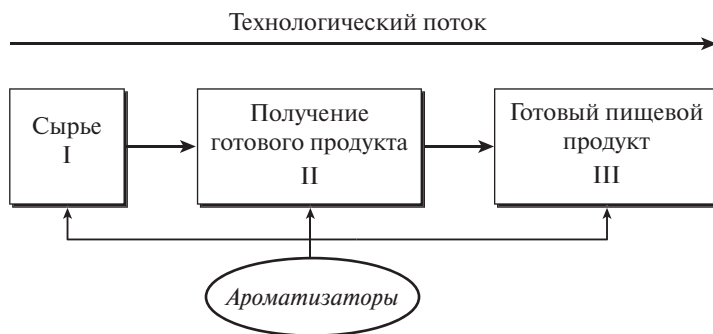 Технологический поток
Сырье
I
Получение
готового продукта
II
Готовый пищевой
продукт
III
Ароматизаторы